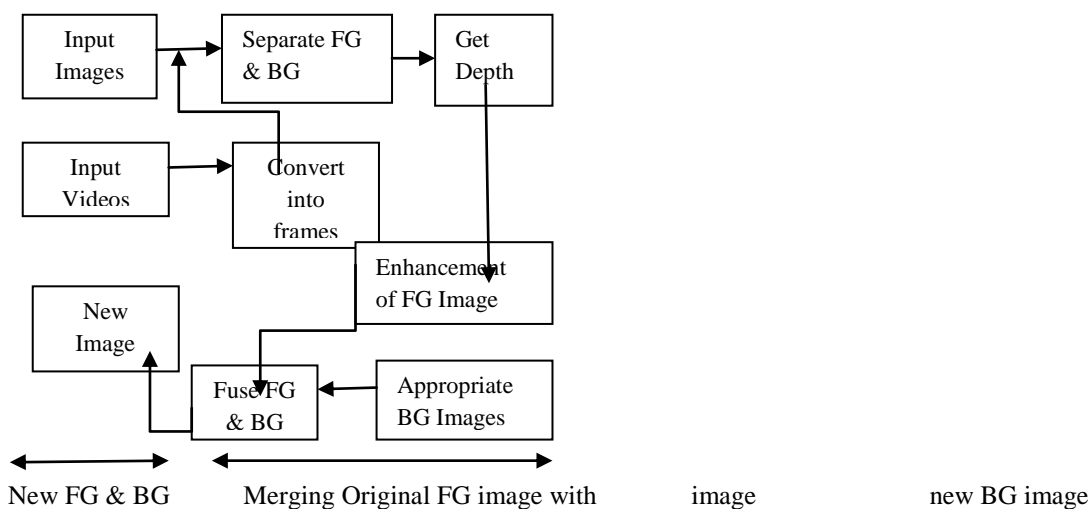 Input
Images
Separate FG
& BG
Get
Depth
Input
Videos
Convert
into
frames
Enhancement
of FG Image
New
Image
Fuse FG
& BG
Appropriate
BG Images
New FG & BG Merging Original FG image with image new BG image